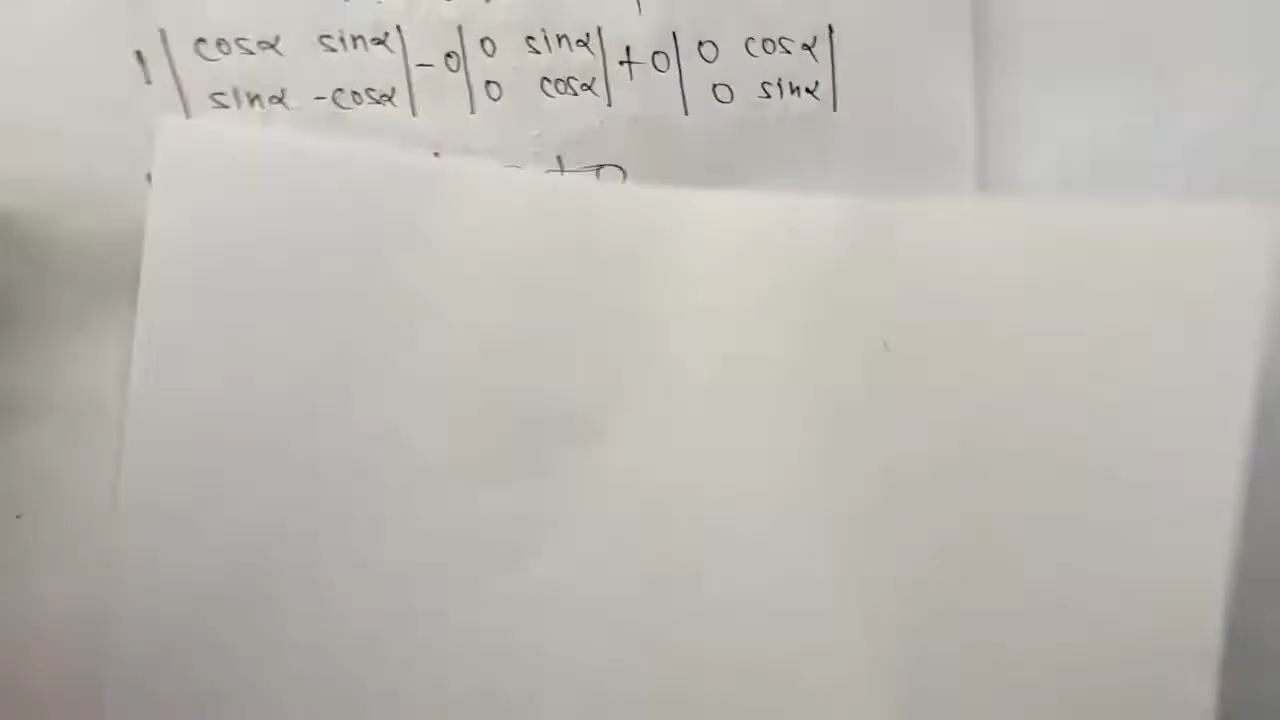 1 | cosα sinα | - 0 | 0 sinα | + 0 | 0 cosα |
| sinα -cosα | | 0 cosα | | 0 sinα |